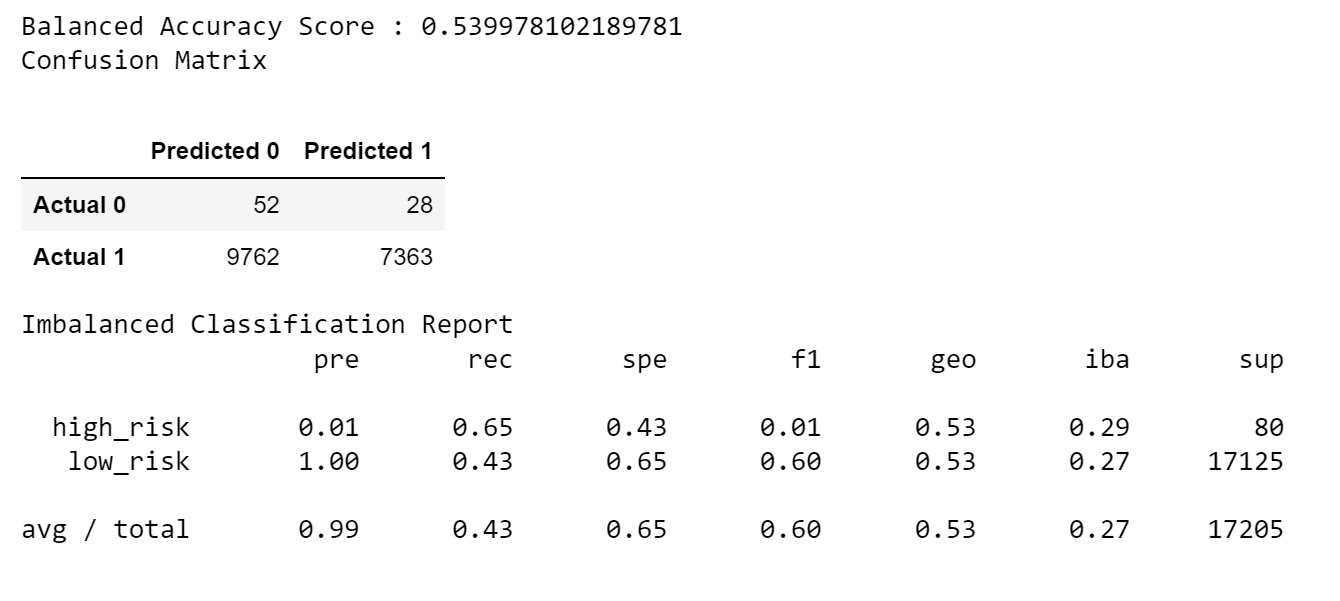 Balanced Accuracy Score : 0.539978102189781
Confusion Matrix
Predicted 0 Predicted 1
Actual 0 52 28
Actual 1 9762 7363
Imbalanced Classification Report
pre rec spe f1 geo iba sup
high_risk 0.01 0.65 0.43 0.01 0.53 0.29 80
low_risk 1.00 0.43 0.65 0.60 0.53 0.27 17125
avg / total 0.99 0.43 0.65 0.60 0.53 0.27 17205